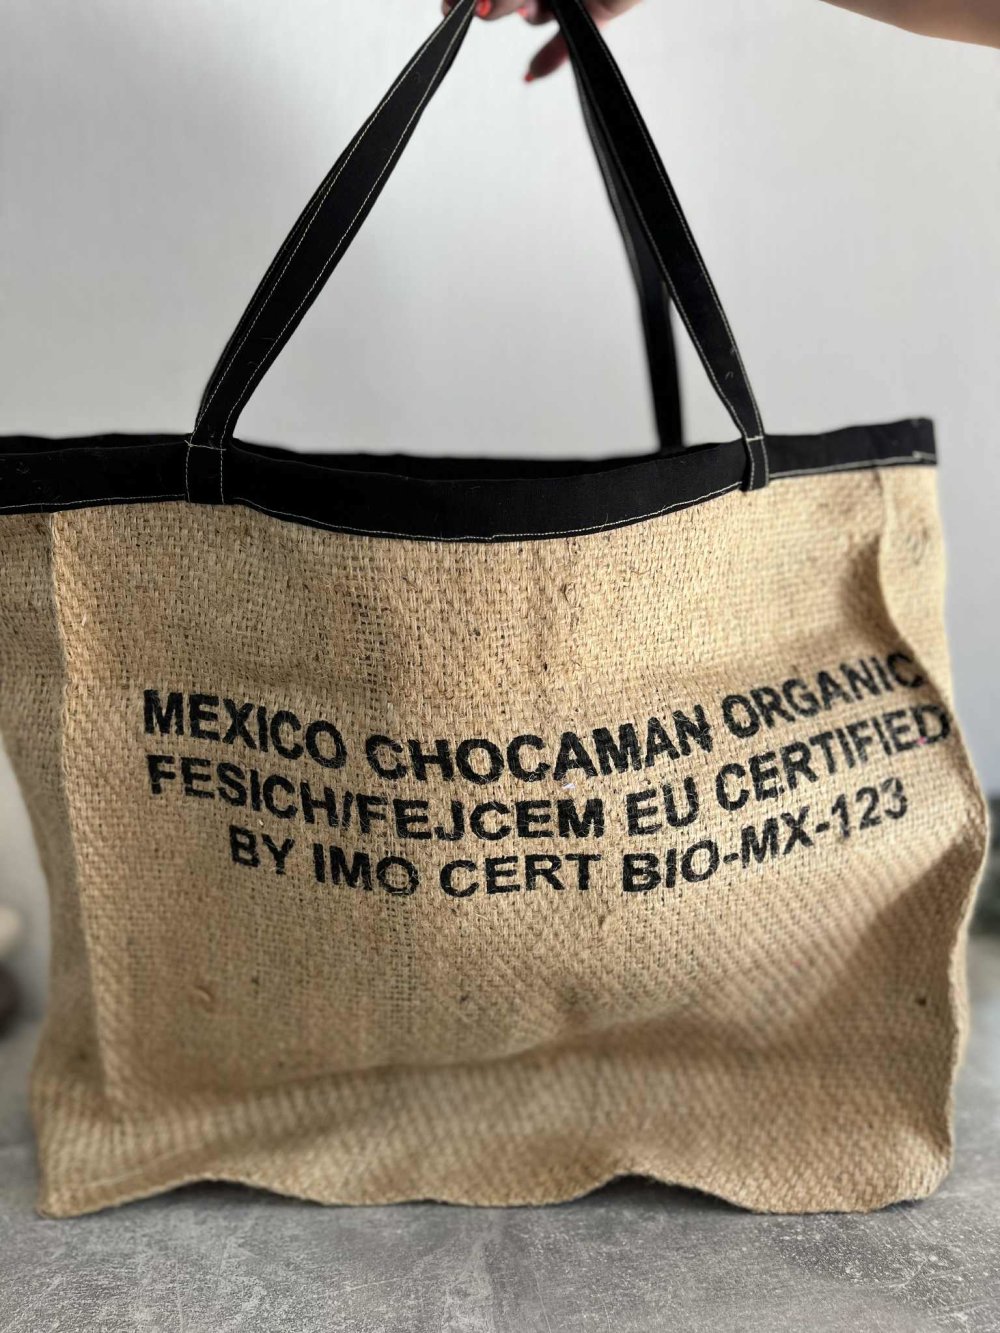 MEXICO CHOCAMAN ORGANIC
FESICH/FEJCEM EU CERTIFIED
BY IMO CERT BIO-MX-123